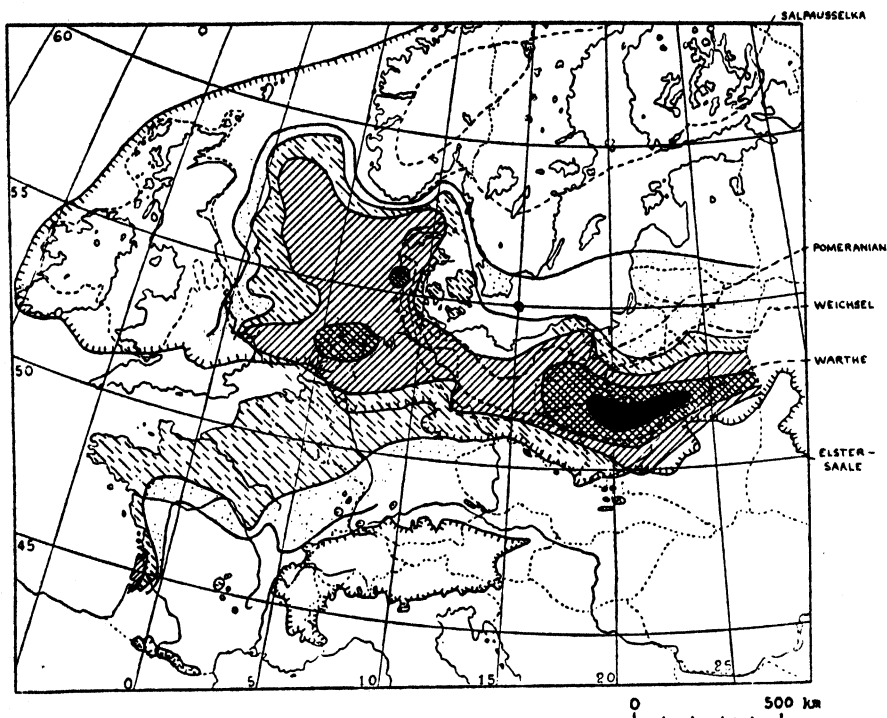 SALPAUSSELKA
60
55
POMERANIAN
WEICHSEL
WARTHE
50
ELSTER-
SAALE
45
0
5
10
15
20
25
0 500 km